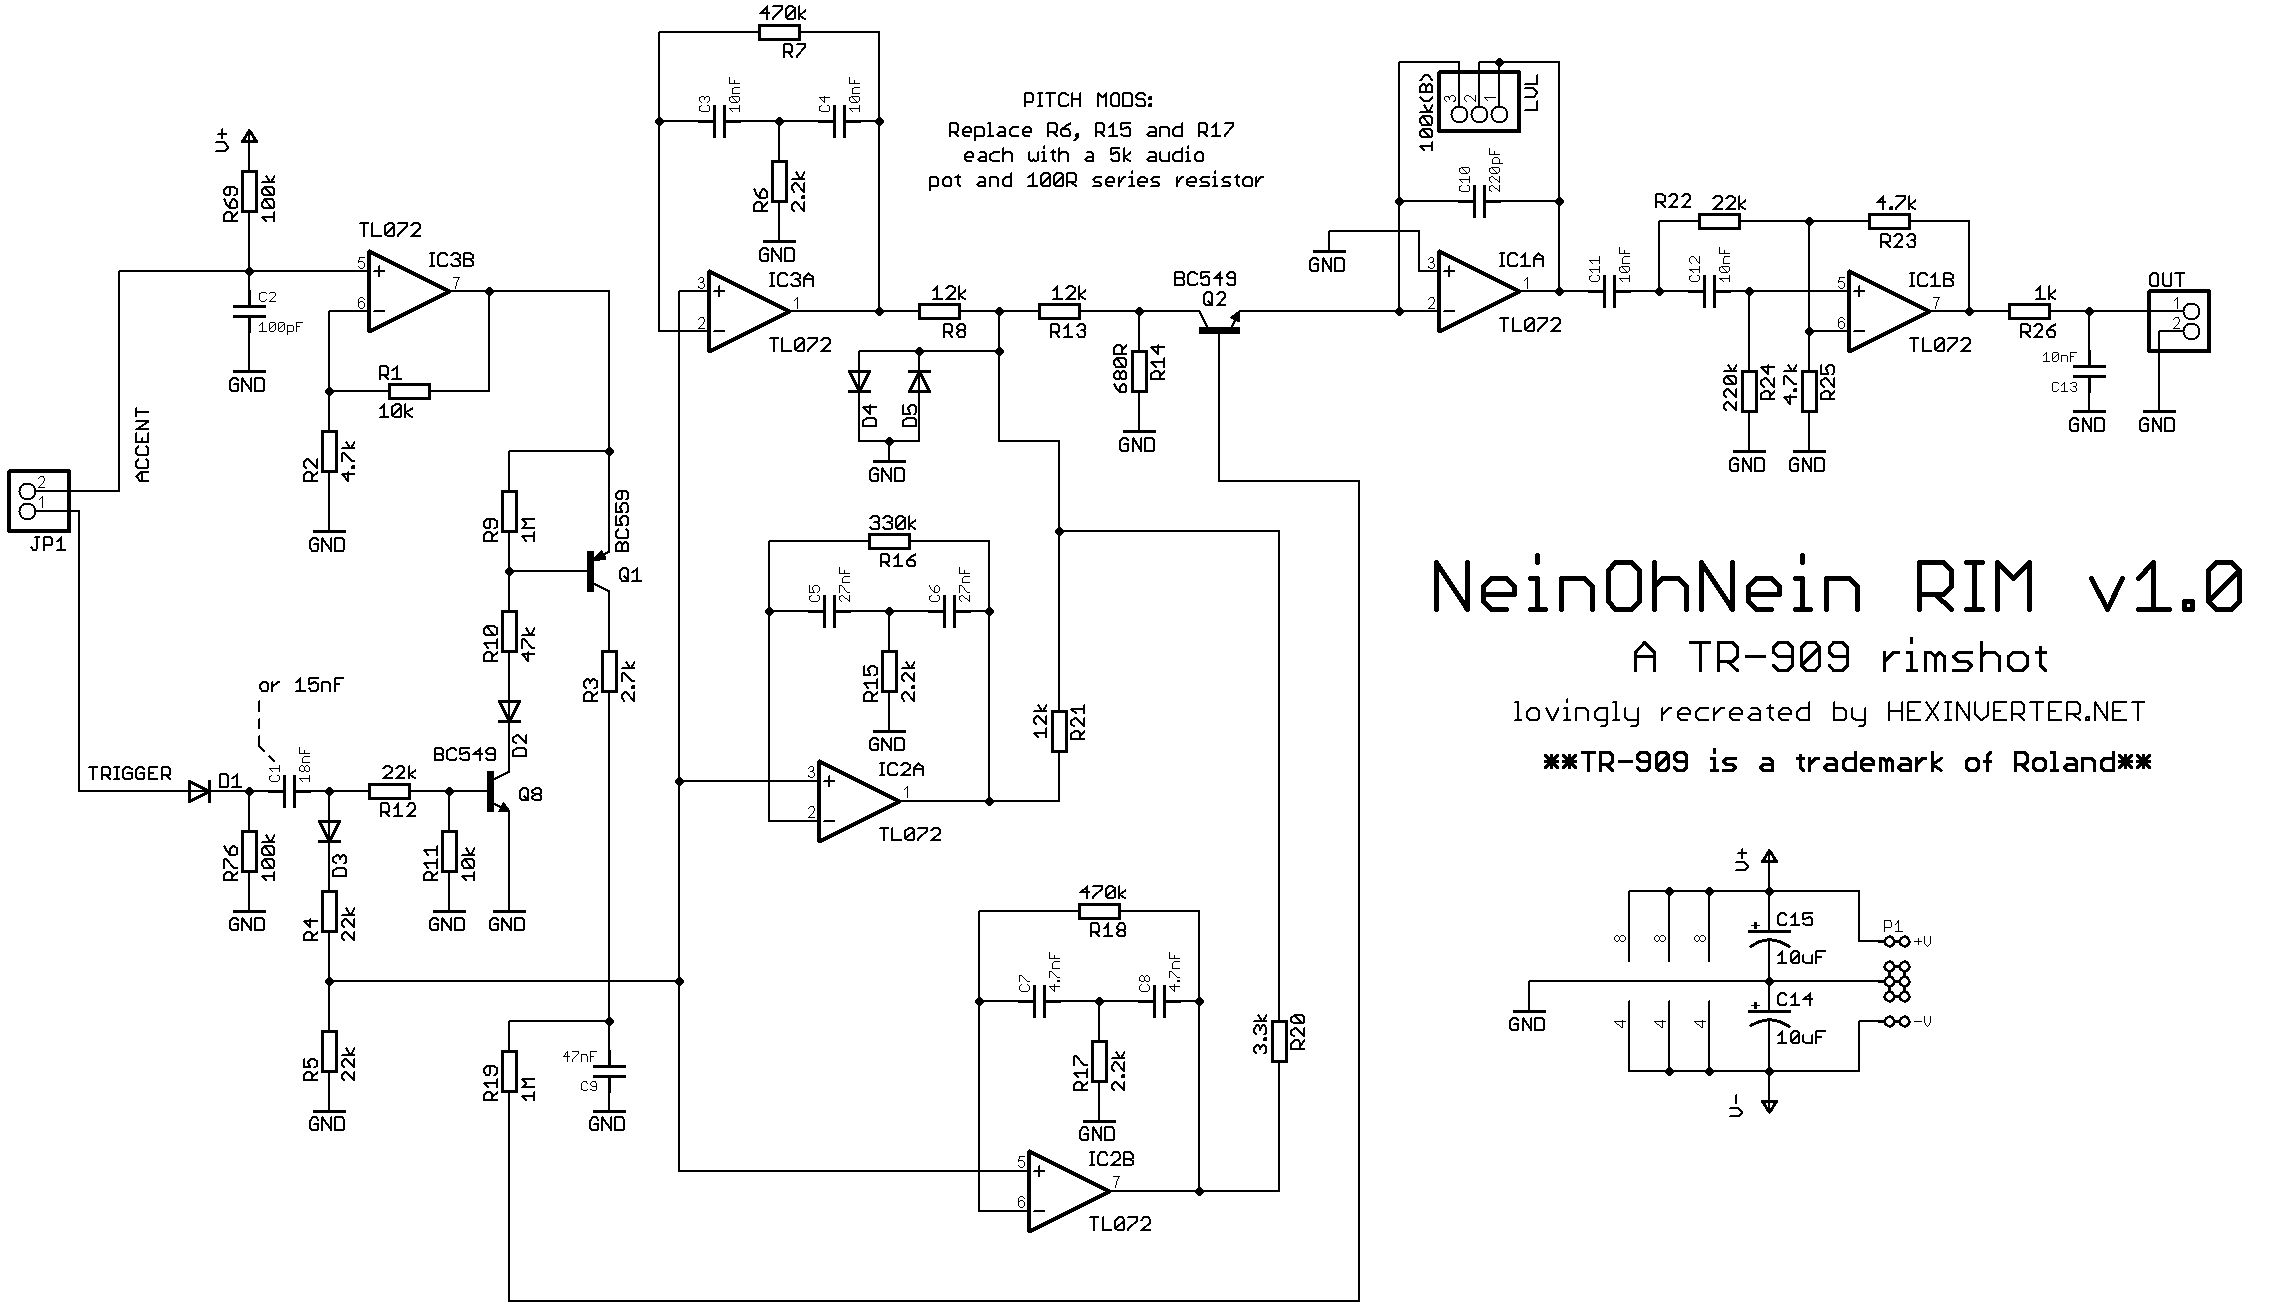 470k
R7
C3
10nF
C4
10nF
R6
2.2k
GND
PITCH MODS:
Replace R6, R15 and R17
each with a 5k audio
pot and 100R series resistor
V+
R69
100k
TL072
IC3B
5
+
6
-
7
C2
100pF
GND
R1
10k
R2
4.7k
GND
ACCENT
JP1
2
1
IC3A
3
+
2
-
1
TL072
12k
R8
12k
R13
D4
D5
GND
680R
R14
GND
BC549
Q2
100k(B)
3
2
1
LVL
C10
220pF
GND
IC1A
3
+
2
-
1
TL072
C11
10nF
C12
10nF
R22
22k
4.7k
R23
IC1B
5
+
6
-
7
TL072
220k
R24
4.7k
R25
GND
GND
1k
R26
10nF
C13
GND
OUT
1
2
GND
R9
1M
BC559
Q1
R10
47k
R3
2.7k
D2
330k
R16
C5
27nF
C6
27nF
R15
2.2k
GND
IC2A
3
+
2
-
1
TL072
12k
R21
or 15nF
TRIGGER
D1
C1
18nF
22k
R12
BC549
Q8
R76
100k
GND
D3
R11
10k
GND
GND
R4
22k
R5
22k
GND
R19
1M
47nF
C9
GND
470k
R18
C7
4.7nF
C8
4.7nF
R17
2.2k
GND
IC2B
5
+
6
-
7
TL072
3.3k
R20
NeinOhNein RIM v1.0
A TR-909 rimshot
lovingly recreated by HEXINVERTER.NET
**TR-909 is a trademark of Roland**
V+
8
8
8
+
C15
10uF
P1
+V
GND
4
4
4
+
C14
10uF
-V
V-